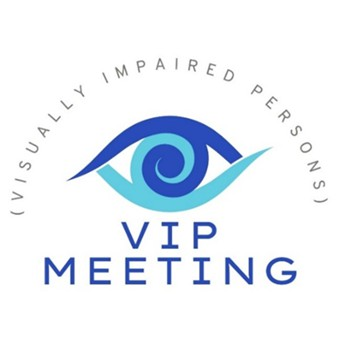 (VISUALLY IMPAIRED PERSONS)
VIP
MEETING